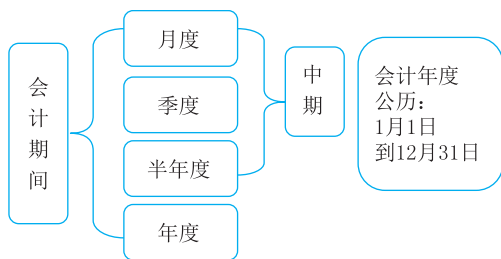 会计期间
月度
季度
半年度
年度
中期
会计年度
公历：
1月1日
到12月31日